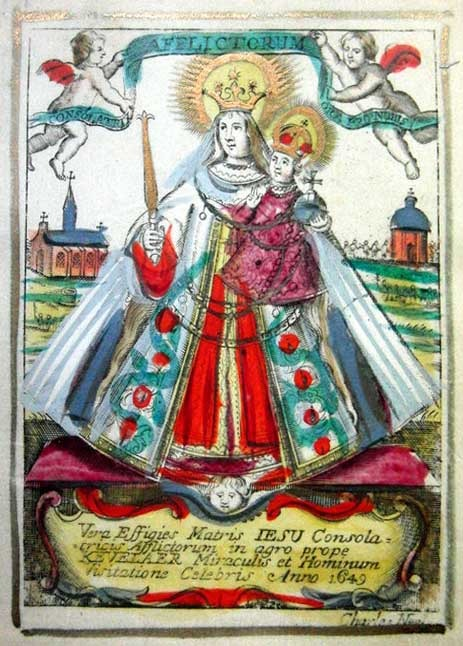 AFFLICTORUM
ORA PRO NOBIS
Vera Effigies Matris IESU Consola=
tricis Afflictorum in agro prope
KEVELAER Miraculis et Hominum
Visitatione Celebris Anno 1649
Charles